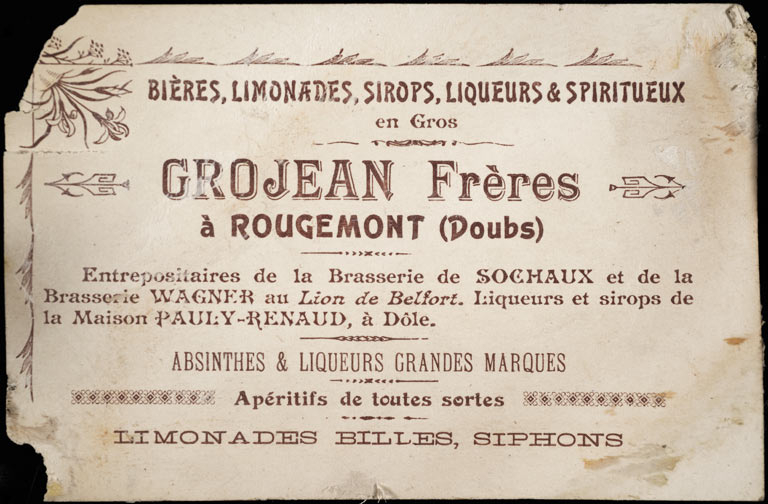 BIÈRES, LIMONADES, SIROPS, LIQUEURS & SPIRITUEUX
en Gros
GROJEAN Frères
à ROUGEMONT (Doubs)
Entrepositaires de la Brasserie de SOCHAUX et de la
Brasserie WAGNER au Lion de Belfort. Liqueurs et sirops de
la Maison PAULY-RENAUD, à Dôle.
ABSINTHES & LIQUEURS GRANDES MARQUES
Apéritifs de toutes sortes
LIMONADES BILLES, SIPHONS